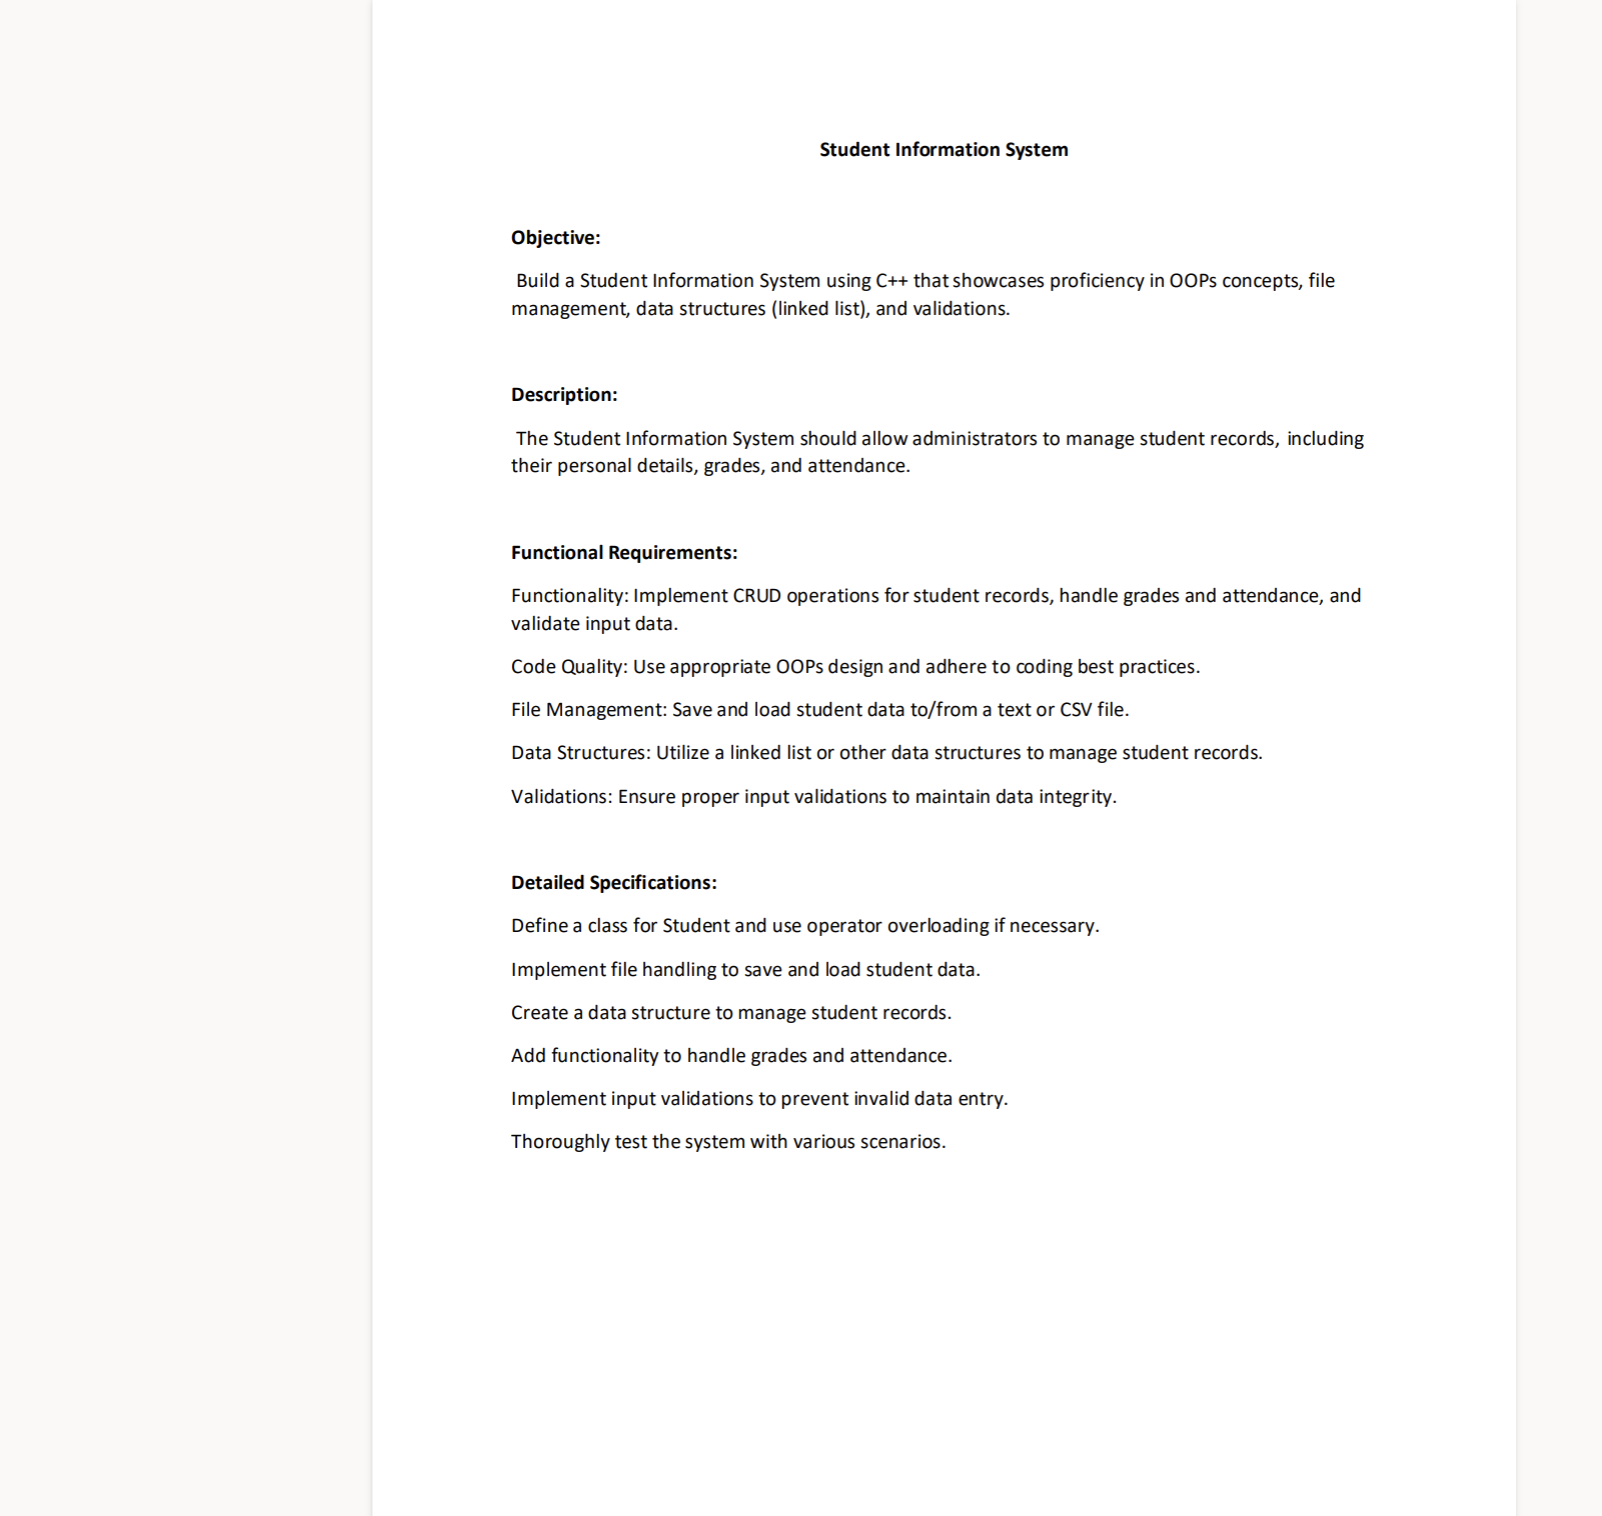 Student Information System
Objective:
Build a Student Information System using C++ that showcases proficiency in OOPs concepts, file
management, data structures (linked list), and validations.
Description:
The Student Information System should allow administrators to manage student records, including
their personal details, grades, and attendance.
Functional Requirements:
Functionality: Implement CRUD operations for student records, handle grades and attendance, and
validate input data.
Code Quality: Use appropriate OOPs design and adhere to coding best practices.
File Management: Save and load student data to/from a text or CSV file.
Data Structures: Utilize a linked list or other data structures to manage student records.
Validations: Ensure proper input validations to maintain data integrity.
Detailed Specifications:
Define a class for Student and use operator overloading if necessary.
Implement file handling to save and load student data.
Create a data structure to manage student records.
Add functionality to handle grades and attendance.
Implement input validations to prevent invalid data entry.
Thoroughly test the system with various scenarios.